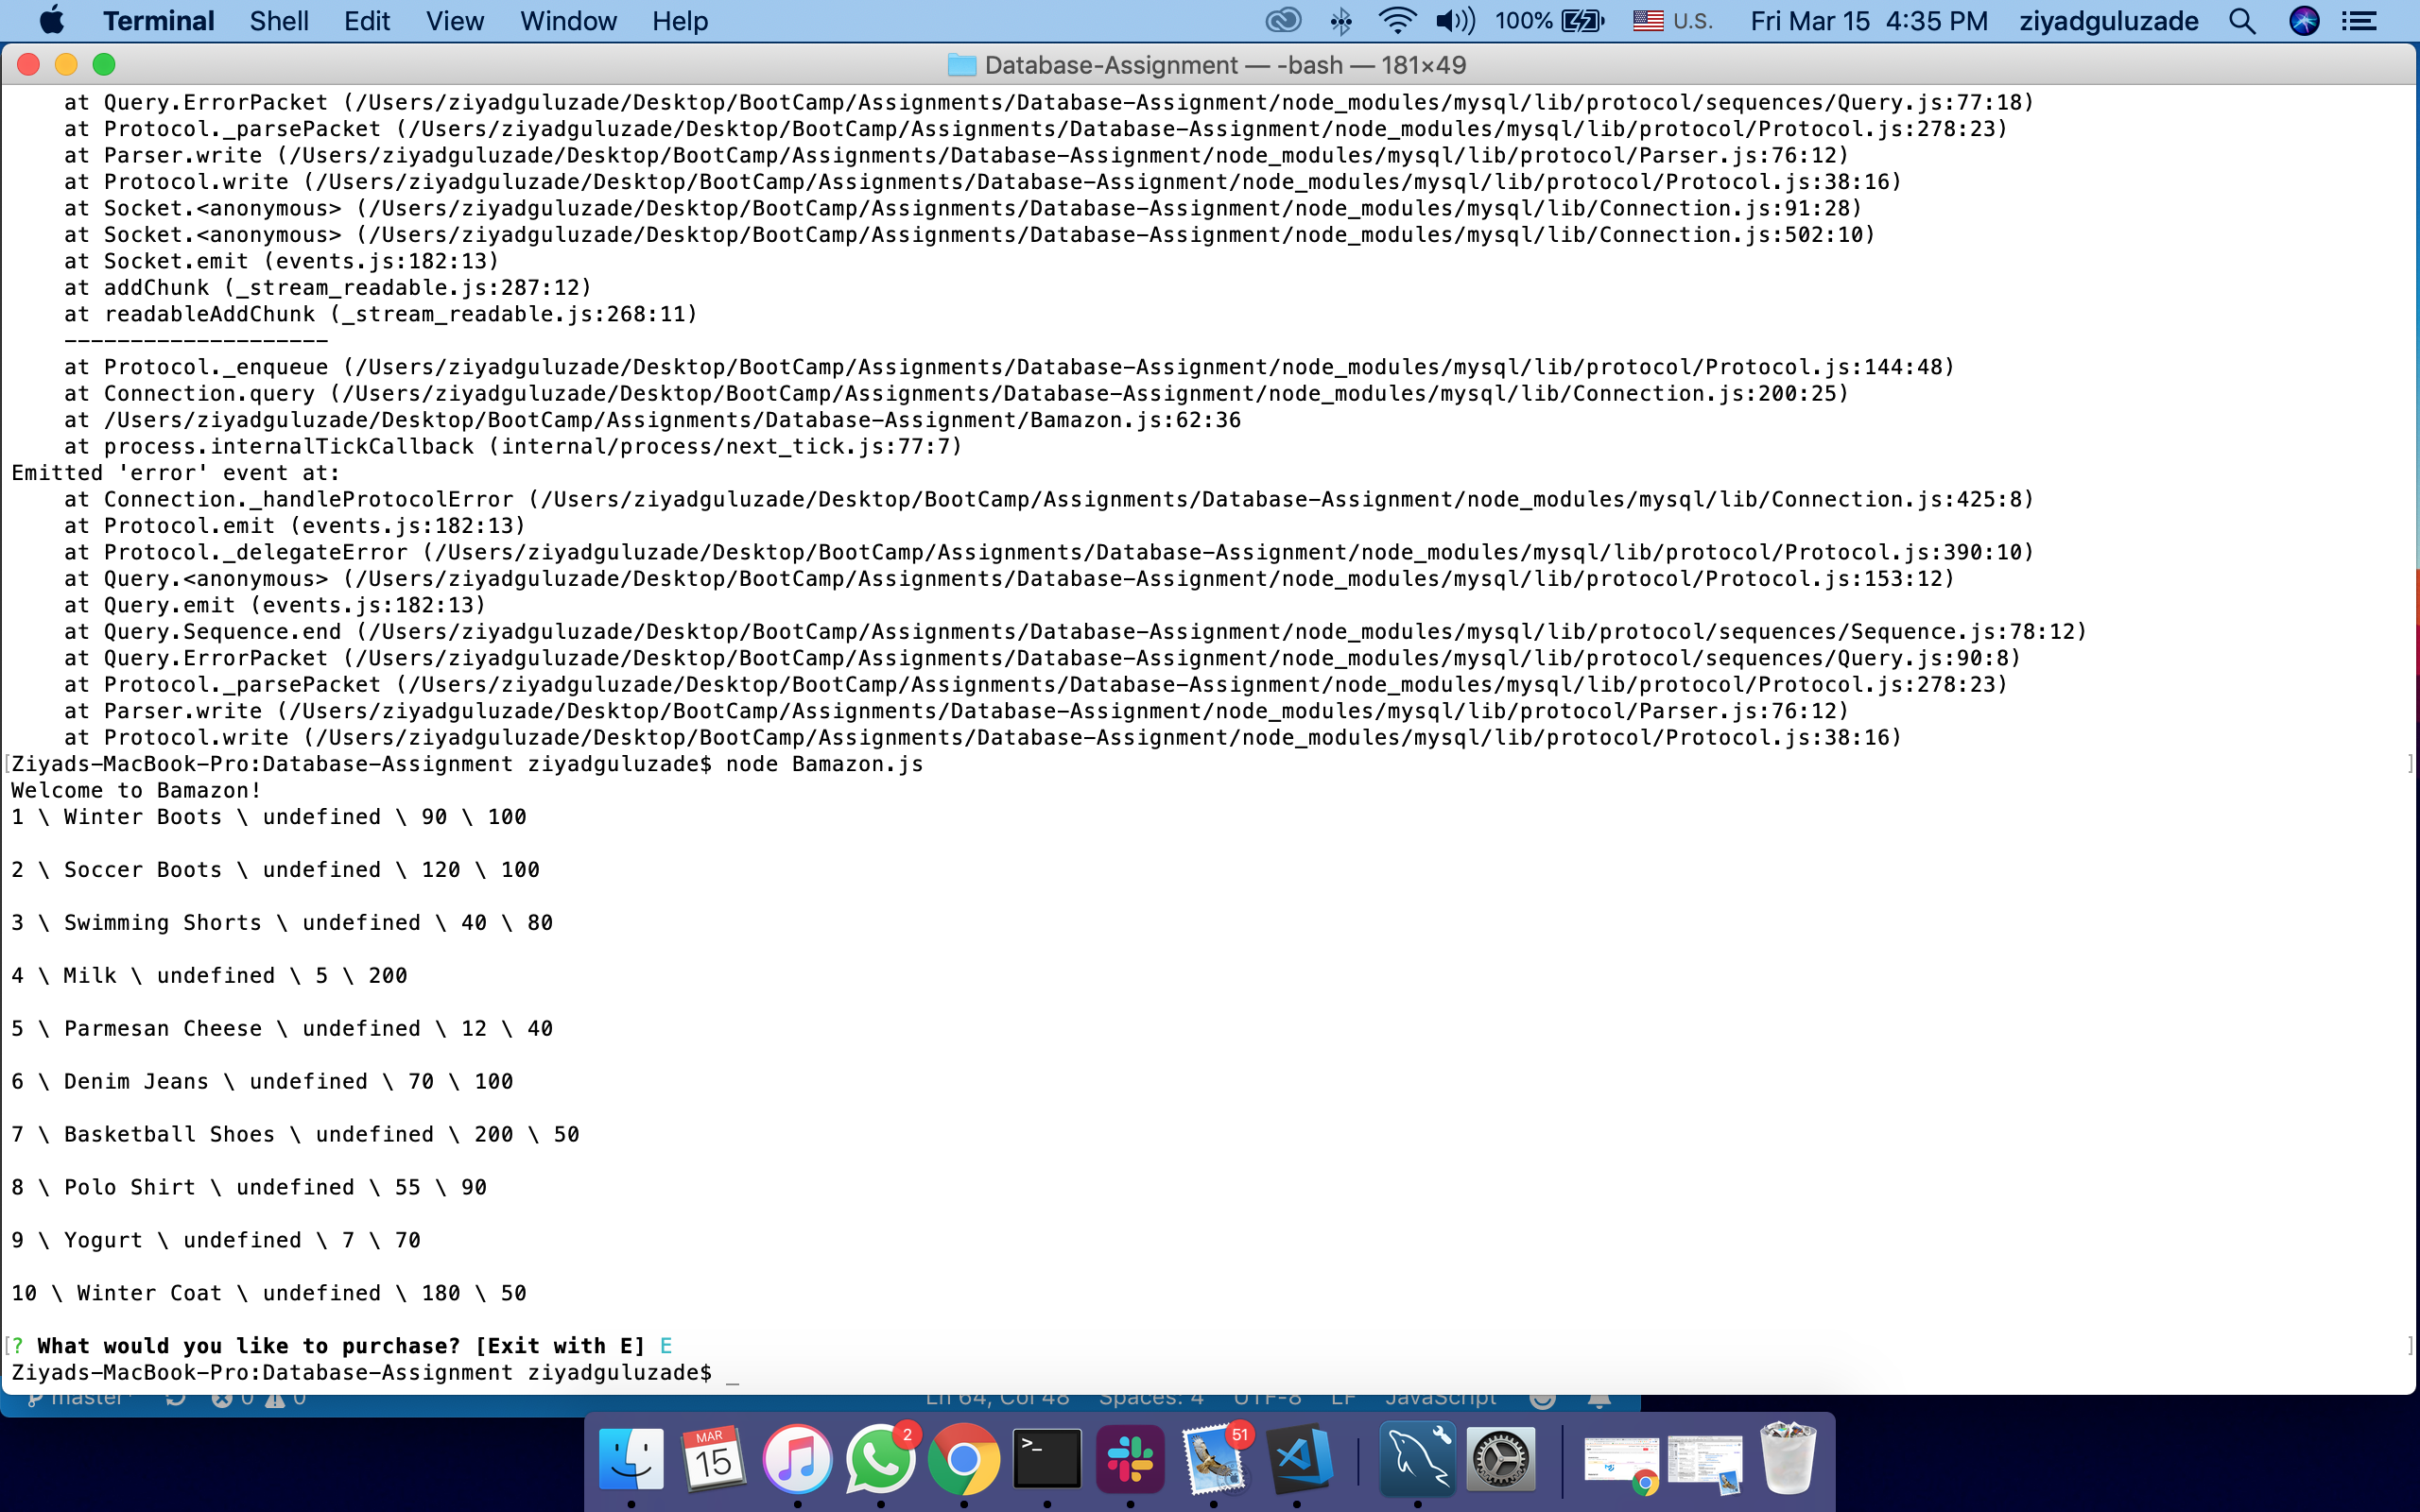 Terminal Shell Edit View Window Help 100% U.S. Fri Mar 15 4:35 PM ziyadguluzade
Database-Assignment — -bash — 181×49
at Query.ErrorPacket (/Users/ziyadguluzade/Desktop/BootCamp/Assignments/Database-Assignment/node_modules/mysql/lib/protocol/sequences/Query.js:77:18)
at Protocol._parsePacket (/Users/ziyadguluzade/Desktop/BootCamp/Assignments/Database-Assignment/node_modules/mysql/lib/protocol/Protocol.js:278:23)
at Parser.write (/Users/ziyadguluzade/Desktop/BootCamp/Assignments/Database-Assignment/node_modules/mysql/lib/protocol/Parser.js:76:12)
at Protocol.write (/Users/ziyadguluzade/Desktop/BootCamp/Assignments/Database-Assignment/node_modules/mysql/lib/protocol/Protocol.js:38:16)
at Socket.<anonymous> (/Users/ziyadguluzade/Desktop/BootCamp/Assignments/Database-Assignment/node_modules/mysql/lib/Connection.js:91:28)
at Socket.<anonymous> (/Users/ziyadguluzade/Desktop/BootCamp/Assignments/Database-Assignment/node_modules/mysql/lib/Connection.js:502:10)
at Socket.emit (events.js:182:13)
at addChunk (_stream_readable.js:287:12)
at readableAddChunk (_stream_readable.js:268:11)
--------------------
at Protocol._enqueue (/Users/ziyadguluzade/Desktop/BootCamp/Assignments/Database-Assignment/node_modules/mysql/lib/protocol/Protocol.js:144:48)
at Connection.query (/Users/ziyadguluzade/Desktop/BootCamp/Assignments/Database-Assignment/node_modules/mysql/lib/Connection.js:200:25)
at /Users/ziyadguluzade/Desktop/BootCamp/Assignments/Database-Assignment/Bamazon.js:62:36
at process.internalTickCallback (internal/process/next_tick.js:77:7)
Emitted 'error' event at:
at Connection._handleProtocolError (/Users/ziyadguluzade/Desktop/BootCamp/Assignments/Database-Assignment/node_modules/mysql/lib/Connection.js:425:8)
at Protocol.emit (events.js:182:13)
at Protocol._delegateError (/Users/ziyadguluzade/Desktop/BootCamp/Assignments/Database-Assignment/node_modules/mysql/lib/protocol/Protocol.js:390:10)
at Query.<anonymous> (/Users/ziyadguluzade/Desktop/BootCamp/Assignments/Database-Assignment/node_modules/mysql/lib/protocol/Protocol.js:153:12)
at Query.emit (events.js:182:13)
at Query.Sequence.end (/Users/ziyadguluzade/Desktop/BootCamp/Assignments/Database-Assignment/node_modules/mysql/lib/protocol/sequences/Sequence.js:78:12)
at Query.ErrorPacket (/Users/ziyadguluzade/Desktop/BootCamp/Assignments/Database-Assignment/node_modules/mysql/lib/protocol/sequences/Query.js:90:8)
at Protocol._parsePacket (/Users/ziyadguluzade/Desktop/BootCamp/Assignments/Database-Assignment/node_modules/mysql/lib/protocol/Protocol.js:278:23)
at Parser.write (/Users/ziyadguluzade/Desktop/BootCamp/Assignments/Database-Assignment/node_modules/mysql/lib/protocol/Parser.js:76:12)
at Protocol.write (/Users/ziyadguluzade/Desktop/BootCamp/Assignments/Database-Assignment/node_modules/mysql/lib/protocol/Protocol.js:38:16)
[Ziyads-MacBook-Pro:Database-Assignment ziyadguluzade$ node Bamazon.js ]
Welcome to Bamazon!
1 \ Winter Boots \ undefined \ 90 \ 100
2 \ Soccer Boots \ undefined \ 120 \ 100
3 \ Swimming Shorts \ undefined \ 40 \ 80
4 \ Milk \ undefined \ 5 \ 200
5 \ Parmesan Cheese \ undefined \ 12 \ 40
6 \ Denim Jeans \ undefined \ 70 \ 100
7 \ Basketball Shoes \ undefined \ 200 \ 50
8 \ Polo Shirt \ undefined \ 55 \ 90
9 \ Yogurt \ undefined \ 7 \ 70
10 \ Winter Coat \ undefined \ 180 \ 50
[? What would you like to purchase? [Exit with E] E ]
Ziyads-MacBook-Pro:Database-Assignment ziyadguluzade$ _
master* 0 0 Ln 64, Col 48 Spaces: 4 UTF-8 LF JavaScript
MAR
15
2
>_
51